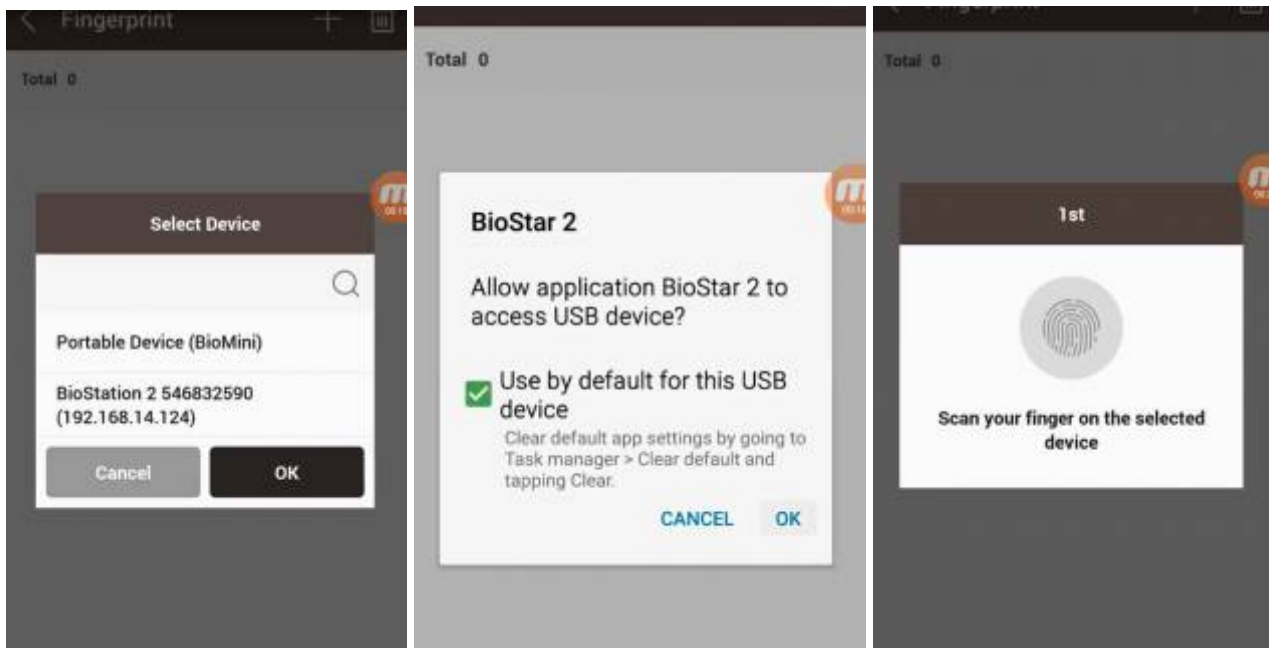 Fingerprint
Total 0
Select Device
Portable Device (BioMini)
BioStation 2 546832590
(192.168.14.124)
Cancel
OK
Total 0
BioStar 2
Allow application BioStar 2 to
access USB device?
Use by default for this USB
device
Clear default app settings by going to
Task manager > Clear default and
tapping Clear.
CANCEL
OK
Total 0
1st
Scan your finger on the selected
device